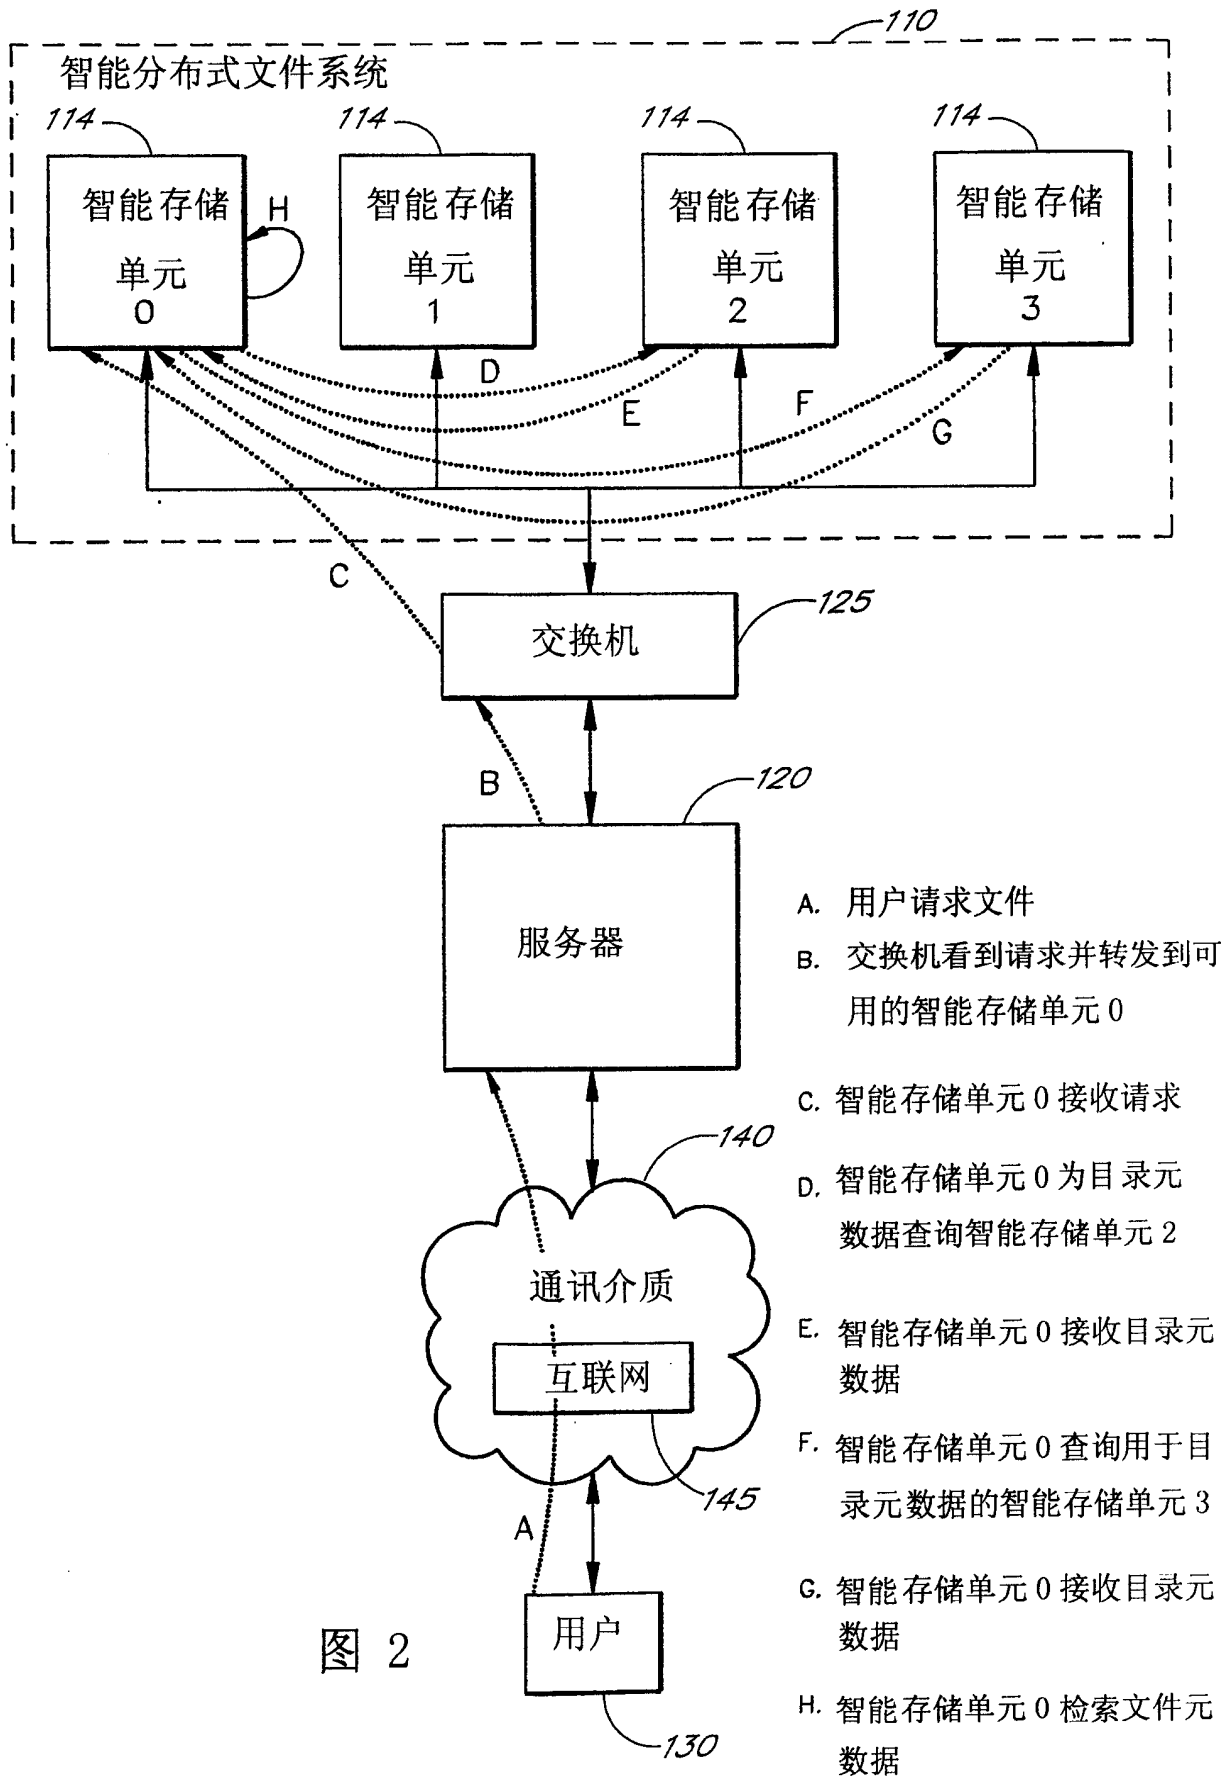 110
智能分布式文件系统
114
114
114
114
智能存储
单元
0
H
智能存储
单元
1
智能存储
单元
2
智能存储
单元
3
D
E
F
G
C
交换机
125
B
120
服务器
140
通讯介质
互联网
145
A
用户
130
A. 用户请求文件
B. 交换机看到请求并转发到可
用的智能存储单元0
C. 智能存储单元0接收请求
D. 智能存储单元0为目录元
数据查询智能存储单元2
E. 智能存储单元0接收目录元
数据
F. 智能存储单元0查询用于目
录元数据的智能存储单元3
G. 智能存储单元0接收目录元
数据
H. 智能存储单元0检索文件元
数据
图 2